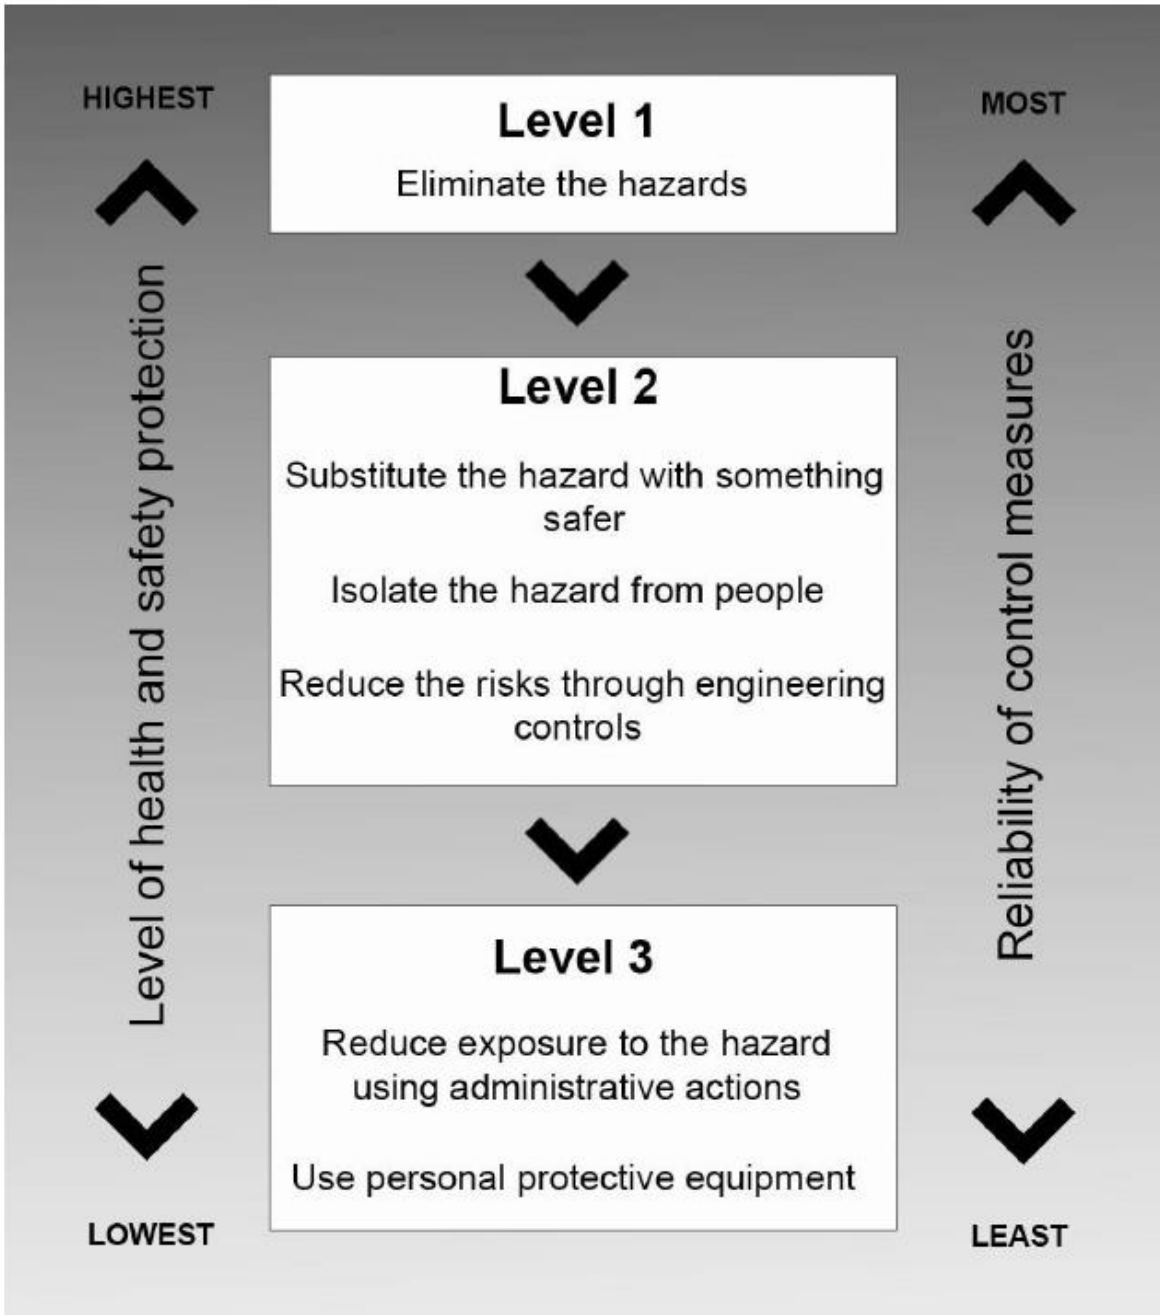 HIGHEST
Level 1
MOST
Eliminate the hazards
Level of health and safety protection
Reliability of control measures
Level 2
Substitute the hazard with something
safer
Isolate the hazard from people
Reduce the risks through engineering
controls
Level 3
Reduce exposure to the hazard
using administrative actions
Use personal protective equipment
LOWEST
LEAST